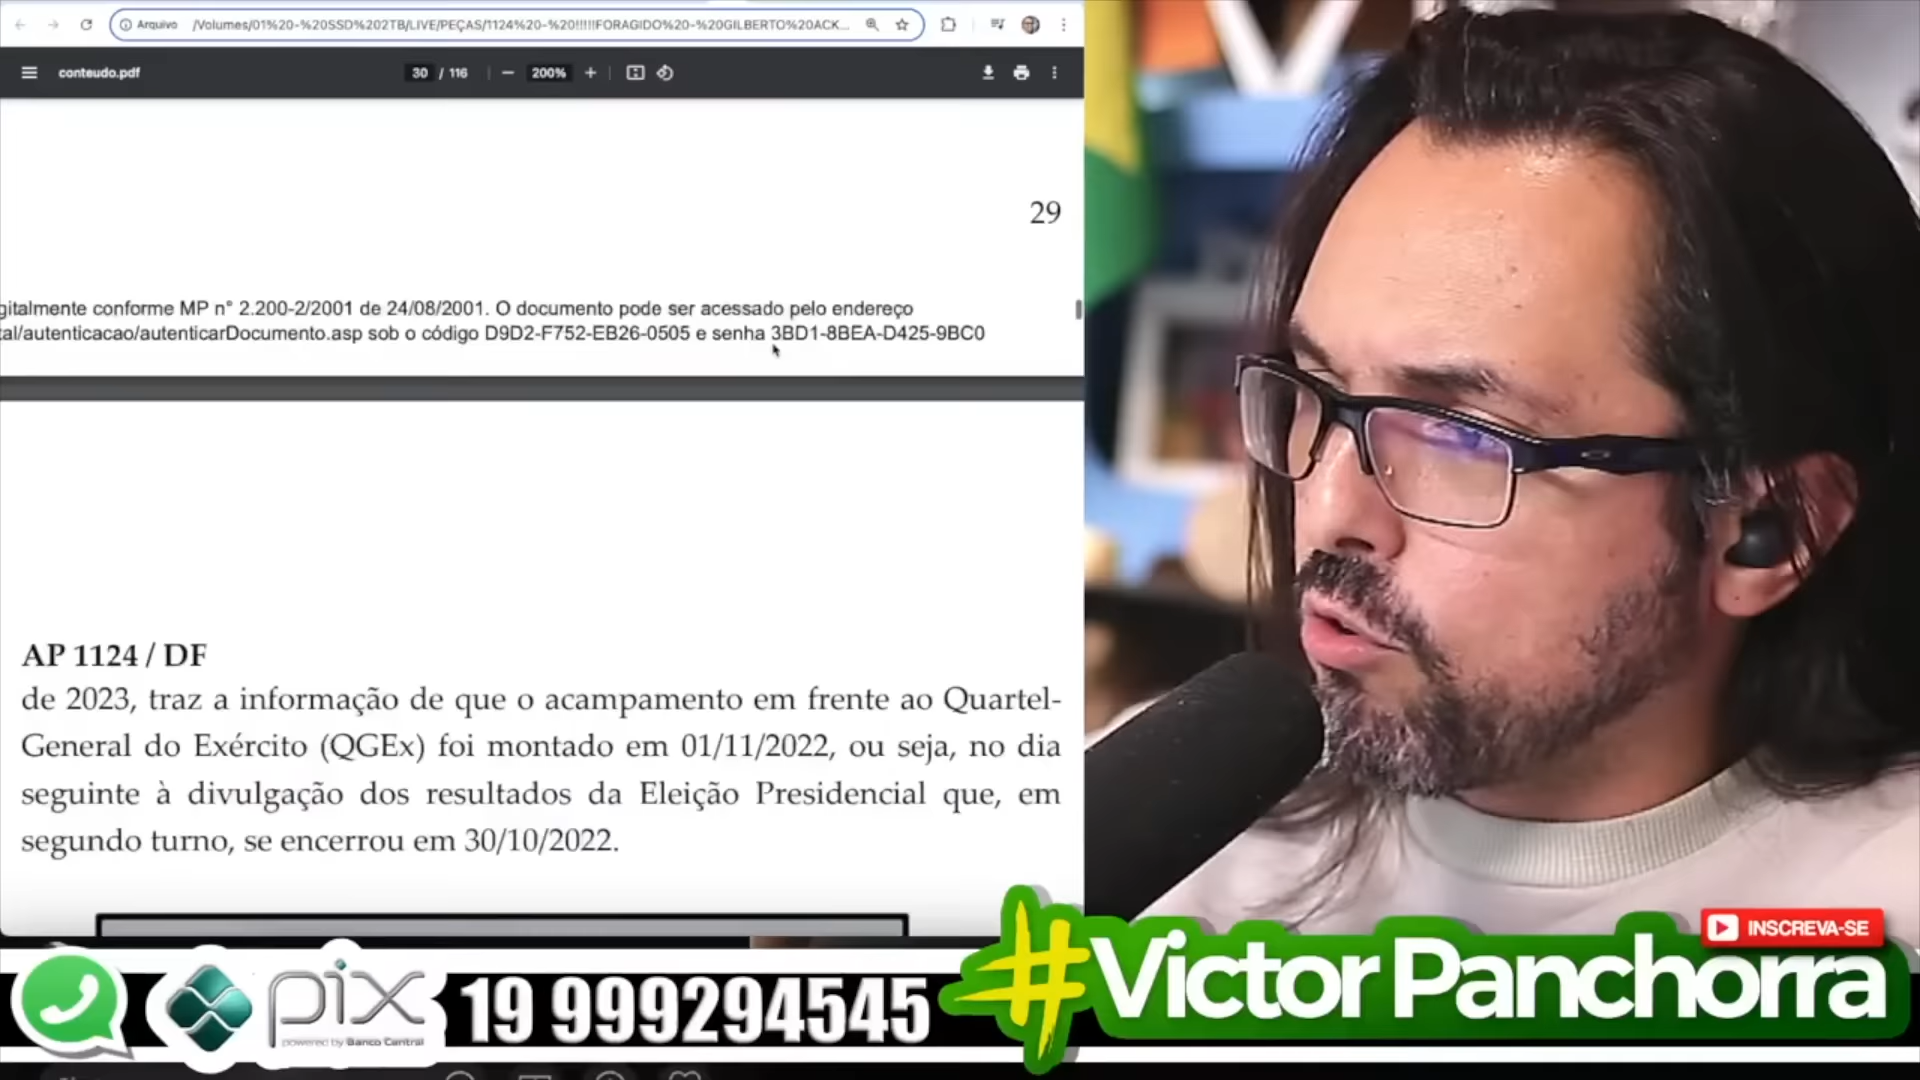 Arquivo /Volumes/01%20-%20SSD%202TB/LIVE/PEÇAS/1124%20-%20!!!!!FORAGIDO%20-%20GILBERTO%20ACK...
conteudo.pdf 30 / 116 200%
29
gitalmente conforme MP n° 2.200-2/2001 de 24/08/2001. O documento pode ser acessado pelo endereço
tal/autenticacao/autenticarDocumento.asp sob o código D9D2-F752-EB26-0505 e senha 3BD1-8BEA-D425-9BC0
AP 1124 / DF
de 2023, traz a informação de que o acampamento em frente ao Quartel-
General do Exército (QGEx) foi montado em 01/11/2022, ou seja, no dia
seguinte à divulgação dos resultados da Eleição Presidencial que, em
segundo turno, se encerrou em 30/10/2022.
INSCREVA-SE
pix
powered by Banco Central
19 999294545
#Victor Panchorra